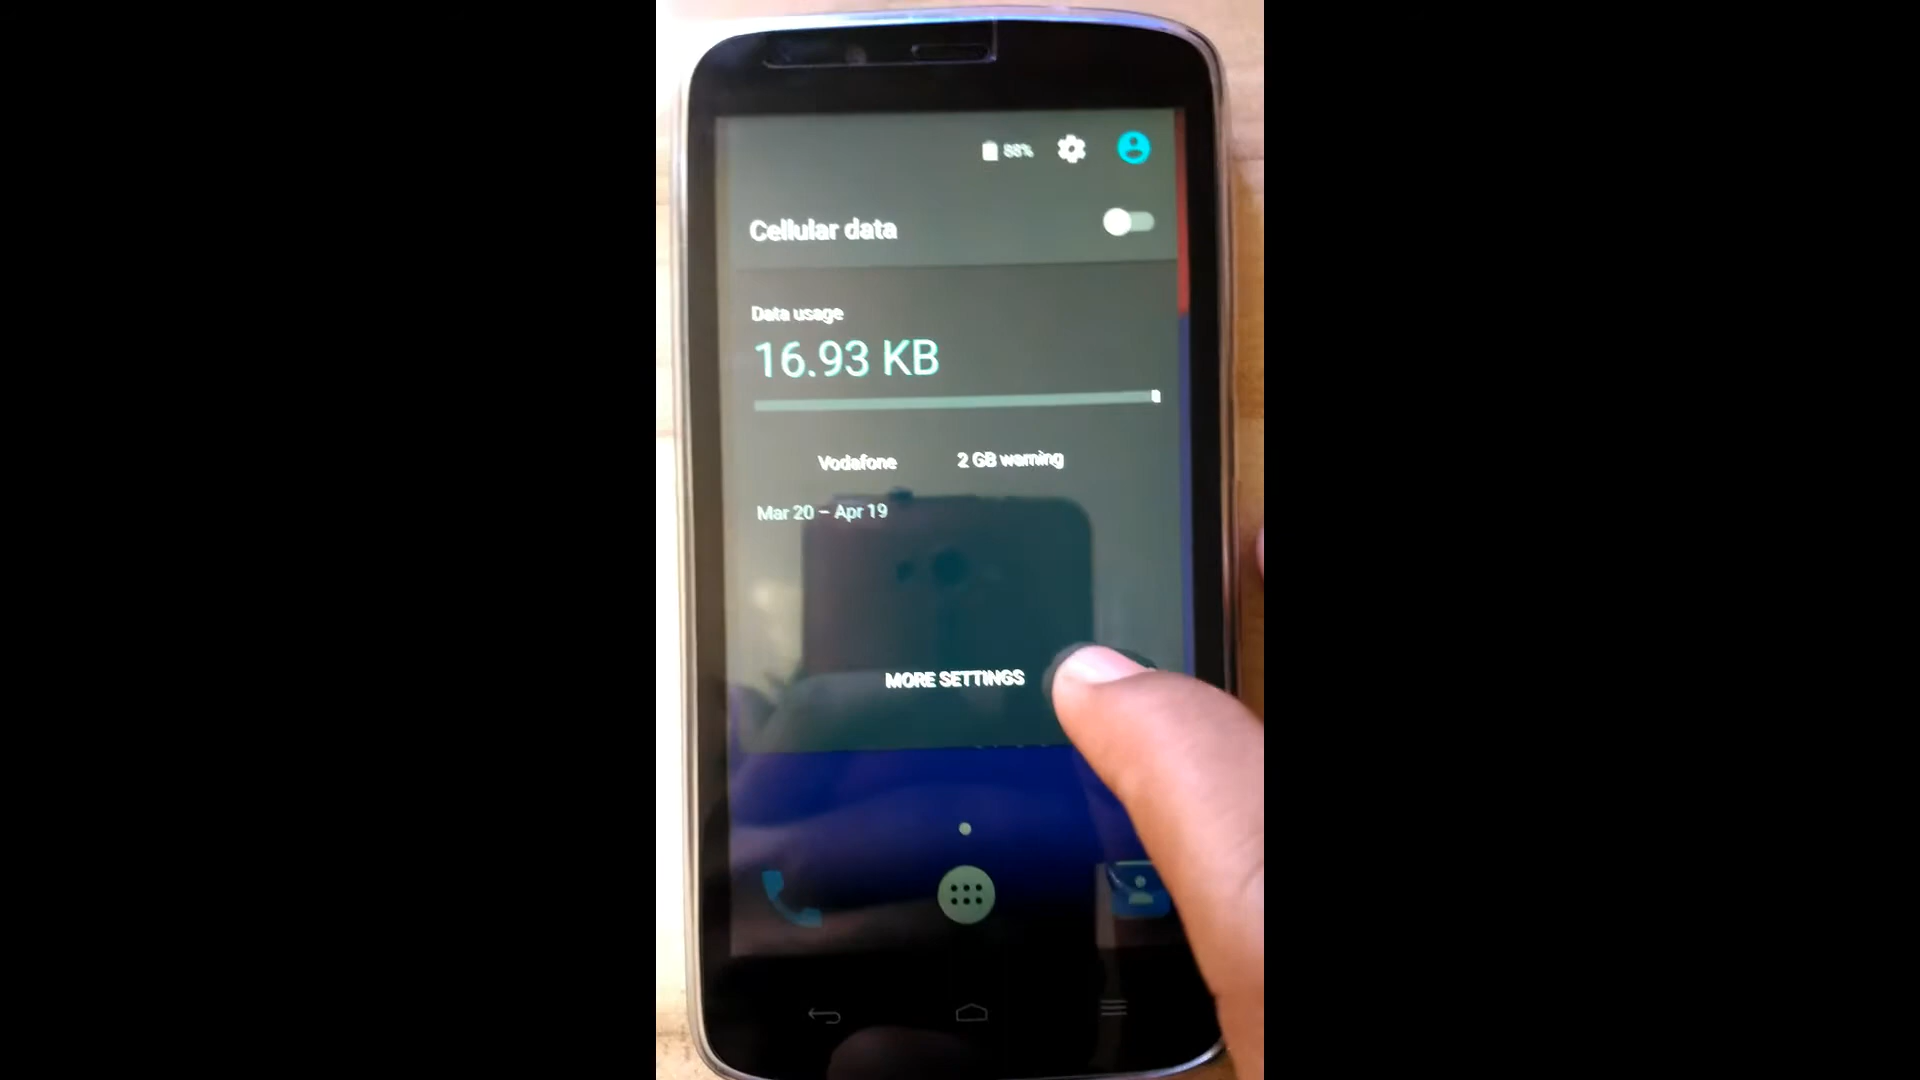 88%
Cellular data
Data usage
16.93 KB
Vodafone 2 GB warning
Mar 20 – Apr 19
MORE SETTINGS